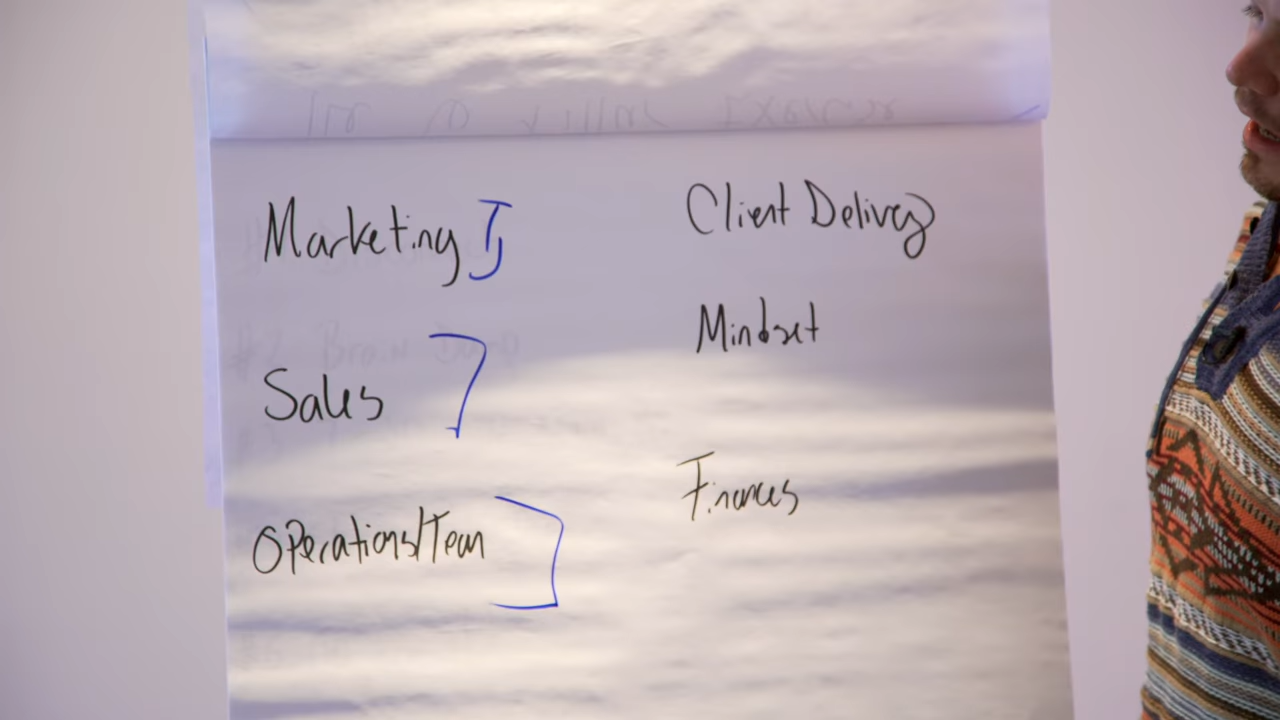 Marketing
Sales
Operations/Team
Client Delivery
Mindset
Finances